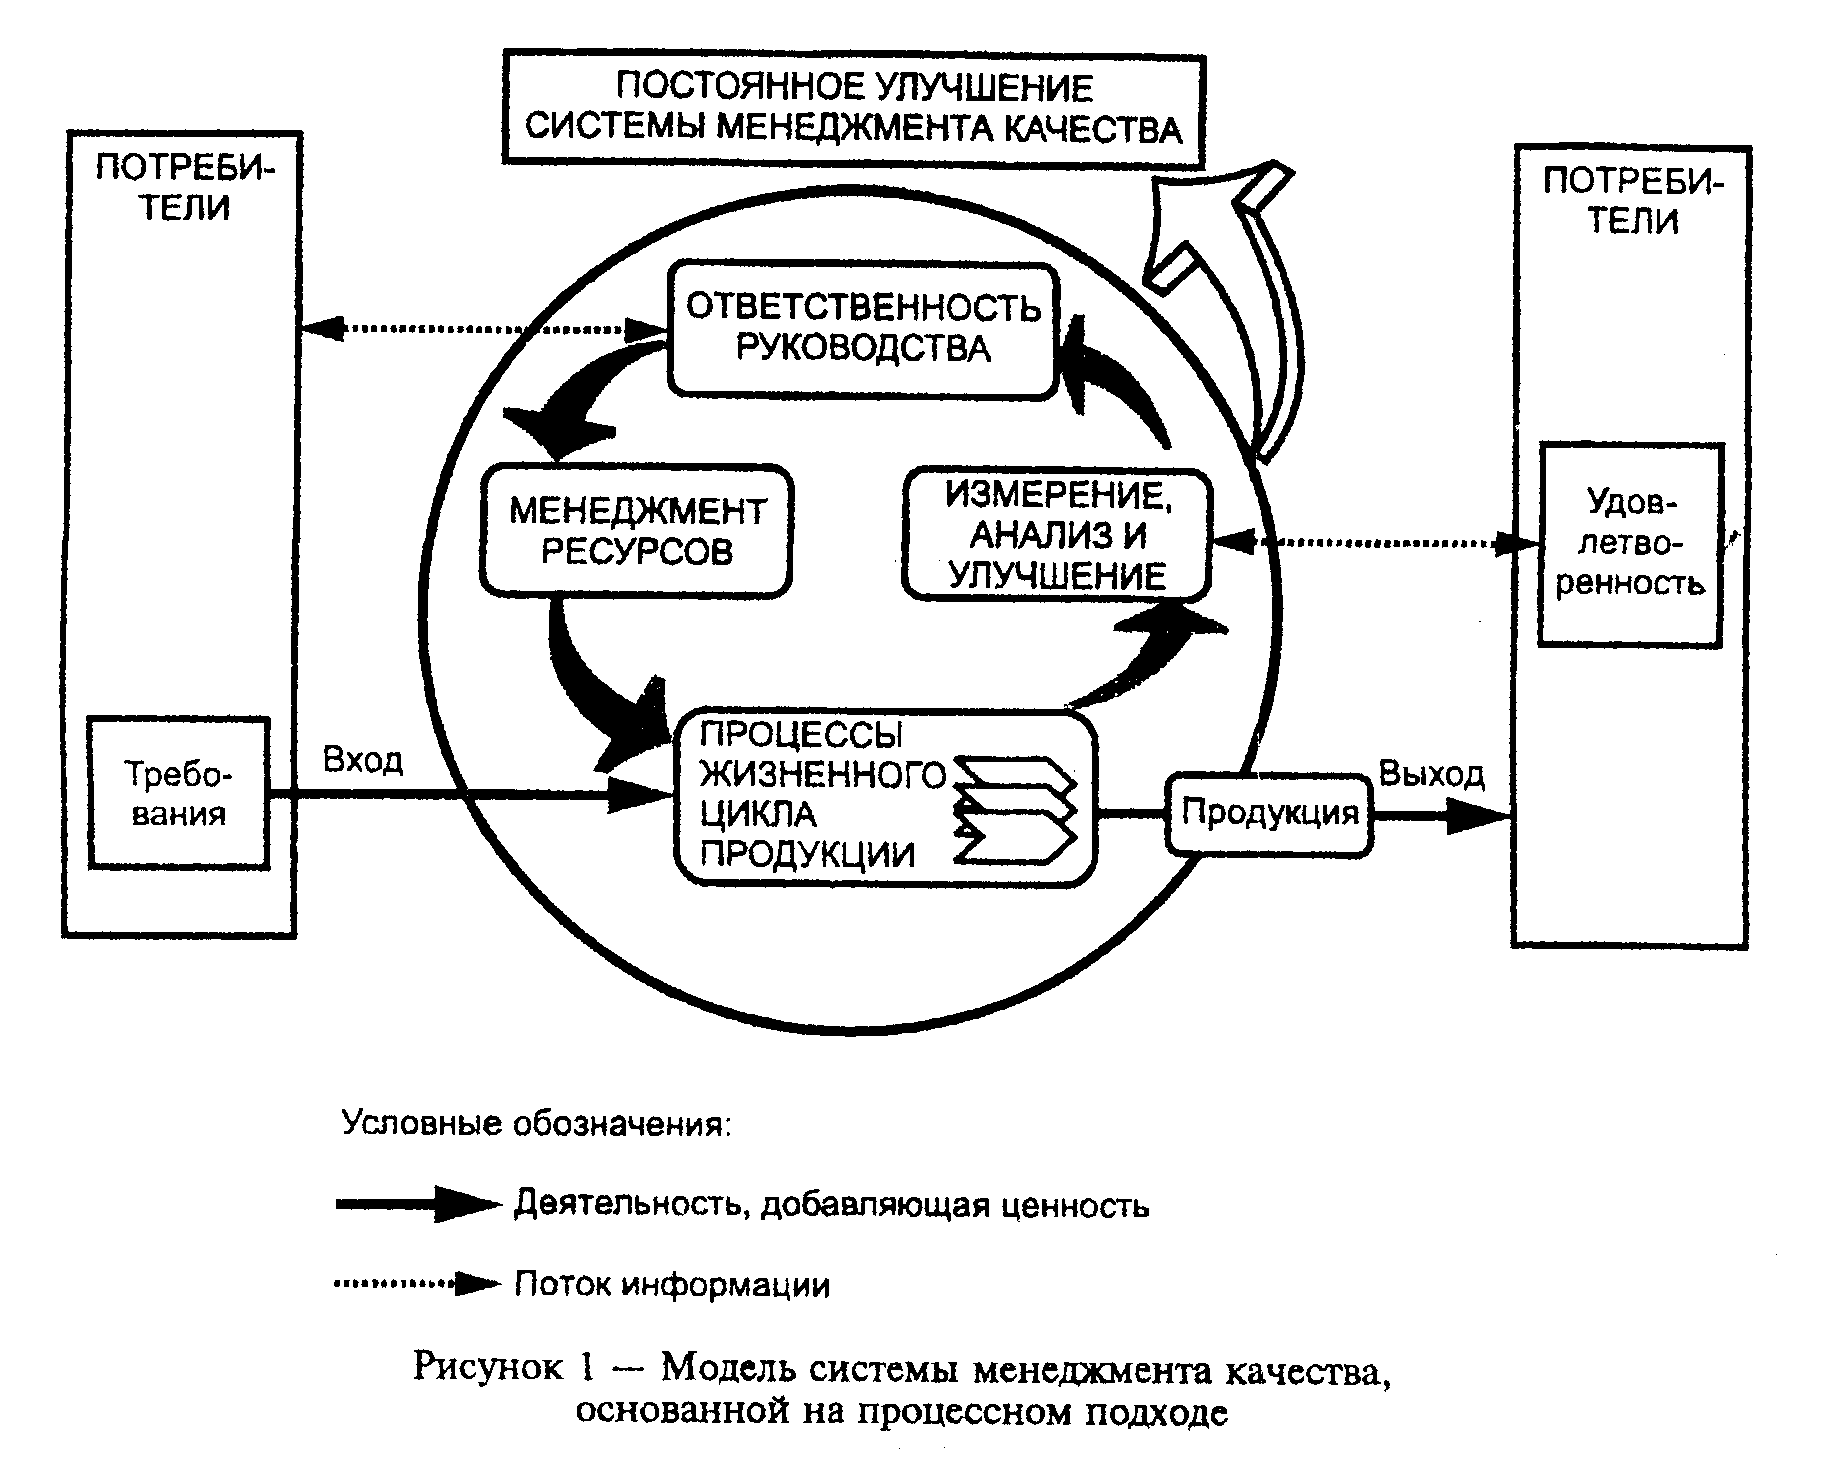 ПОСТОЯННОЕ УЛУЧШЕНИЕ
СИСТЕМЫ МЕНЕДЖМЕНТА КАЧЕСТВА
ПОТРЕБИ-
ТЕЛИ
ПОТРЕБИ-
ТЕЛИ
ОТВЕТСТВЕННОСТЬ
РУКОВОДСТВА
МЕНЕДЖМЕНТ
РЕСУРСОВ
ИЗМЕРЕНИЕ,
АНАЛИЗ И
УЛУЧШЕНИЕ
Удов-
летво-
ренность
Требо-
вания
Вход
ПРОЦЕССЫ
ЖИЗНЕННОГО
ЦИКЛА
ПРОДУКЦИИ
Продукция
Выход
Условные обозначения:
Деятельность, добавляющая ценность
Поток информации
Рисунок 1 — Модель системы менеджмента качества,
основанной на процессном подходе